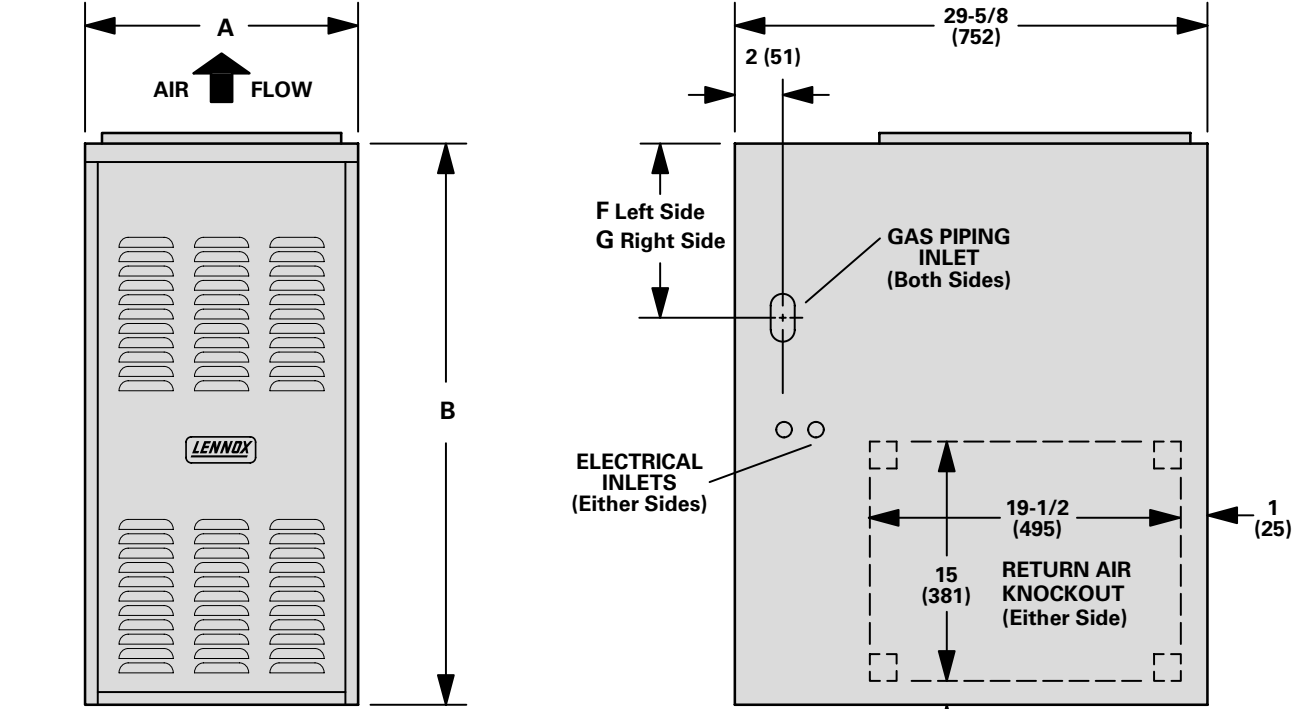 A
AIR FLOW
B
LENNOX
29-5/8
(752)
2 (51)
F Left Side
G Right Side
GAS PIPING
INLET
(Both Sides)
ELECTRICAL
INLETS
(Either Sides)
19-1/2
(495)
1
(25)
15
(381)
RETURN AIR
KNOCKOUT
(Either Side)